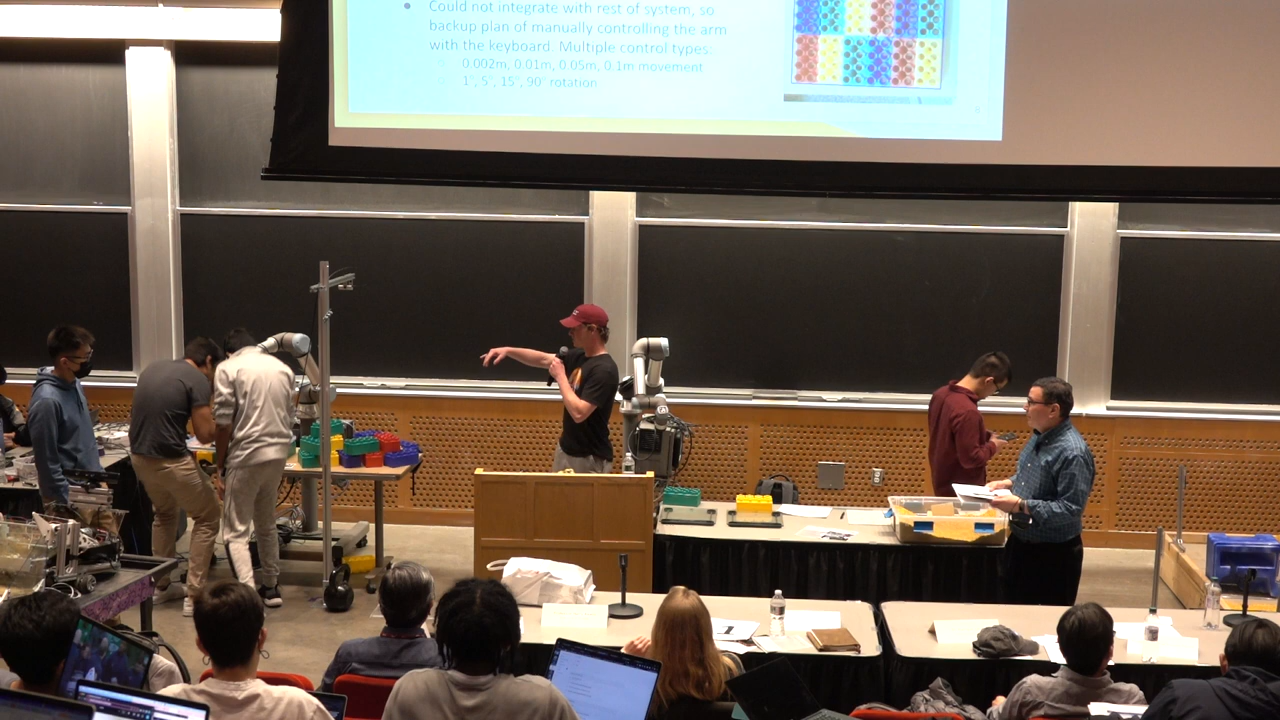 Could not integrate with rest of system, so
backup plan of manually controlling the arm
with the keyboard. Multiple control types:
0.002m, 0.01m, 0.05m, 0.1m movement
1°, 5°, 15°, 90° rotation